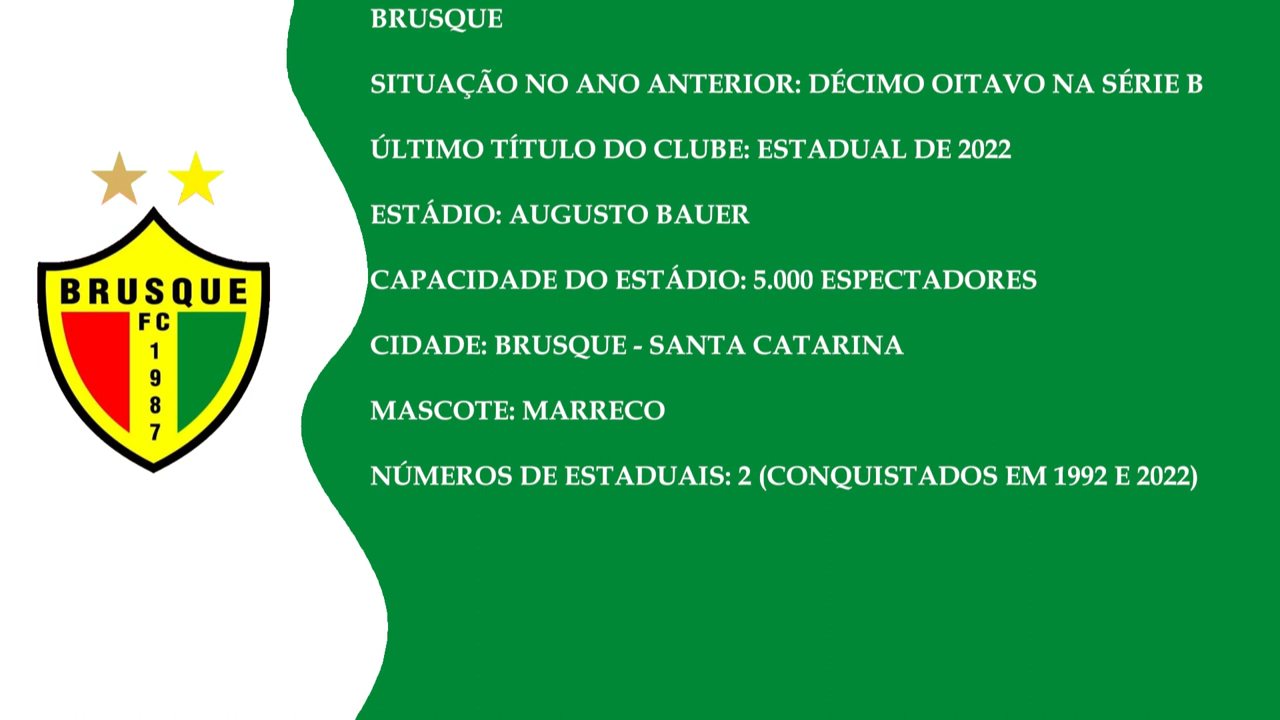 BRUSQUE
SITUAÇÃO NO ANO ANTERIOR: DÉCIMO OITAVO NA SÉRIE B
ÚLTIMO TÍTULO DO CLUBE: ESTADUAL DE 2022
ESTÁDIO: AUGUSTO BAUER
CAPACIDADE DO ESTÁDIO: 5.000 ESPECTADORES
CIDADE: BRUSQUE - SANTA CATARINA
MASCOTE: MARRECO
NÚMEROS DE ESTADUAIS: 2 (CONQUISTADOS EM 1992 E 2022)
BRUSQUE
FC
1
9
8
7